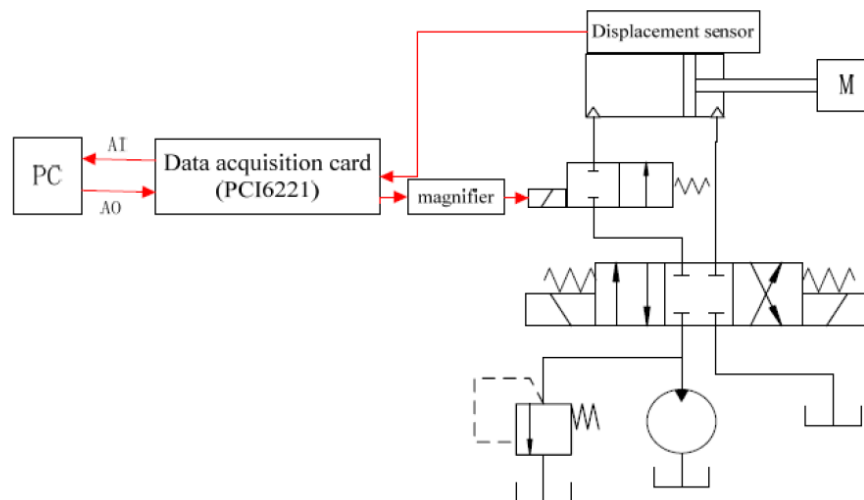 Displacement sensor
M
AI
PC
Data acquisition card
(PCI6221)
magnifier
AO